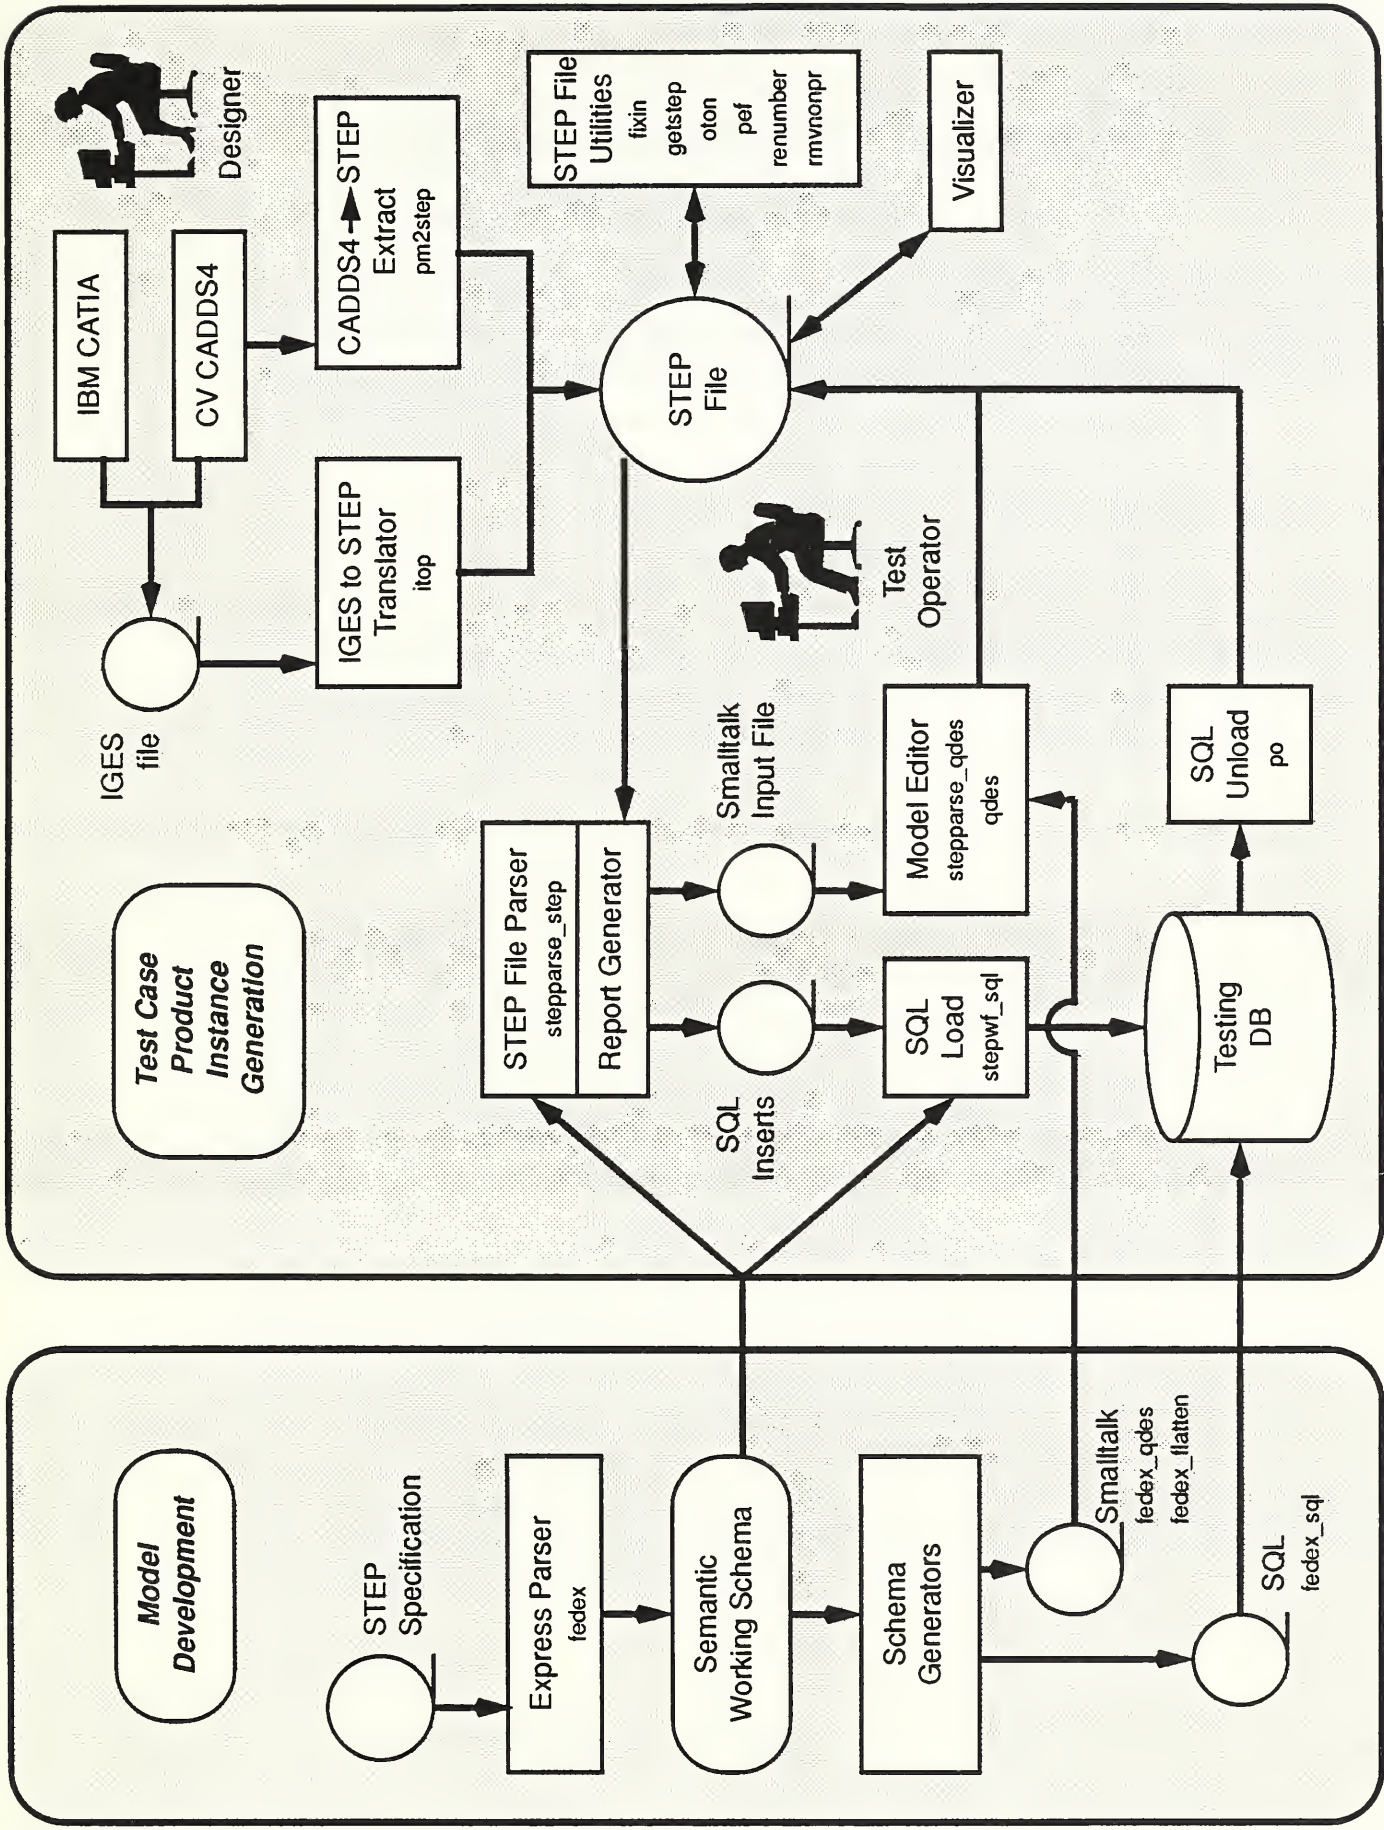 Model
Development
STEP
Specification
Express Parser
fedex
Semantic
Working Schema
Schema
Generators
Smalltalk
fedex_qdes
fedex_flatten
SQL
fedex_sql
Test Case
Product
Instance
Generation
IGES
file
IBM CATIA
CV CADDS4
Designer
IGES to STEP
Translator
itop
CADDS4→STEP
Extract
pm2step
STEP File Parser
stepparse_step
Report Generator
STEP
File
STEP File
Utilities
fixin
getstep
oton
pef
renumber
rmvnonpr
Visualizer
SQL
Inserts
Smalltalk
Input File
Test
Operator
SQL
Load
stepwf_sql
Model Editor
stepparse_qdes
qdes
Testing
DB
SQL
Unload
po